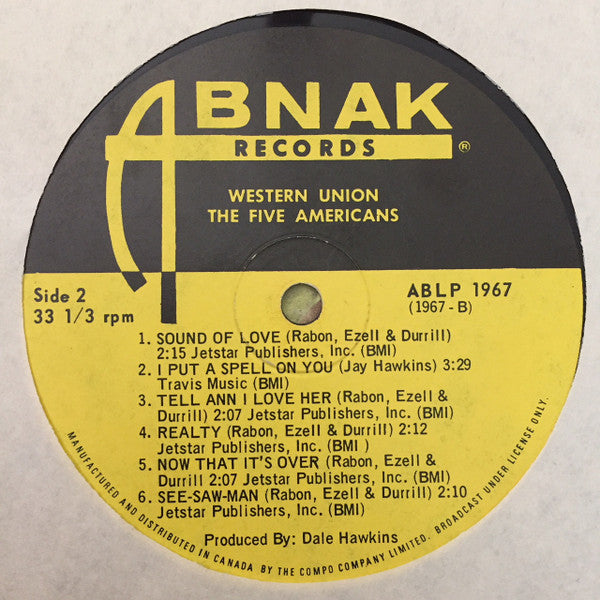 ABNAK
RECORDS ®
WESTERN UNION
THE FIVE AMERICANS
Side 2
33 1/3 rpm
ABLP 1967
(1967 - B)
1. SOUND OF LOVE (Rabon, Ezell & Durrill)
2:15 Jetstar Publishers, Inc. (BMI)
2. I PUT A SPELL ON YOU (Jay Hawkins) 3:29
Travis Music (BMI)
3. TELL ANN I LOVE HER (Rabon, Ezell &
Durrill) 2:07 Jetstar Publishers, Inc. (BMI)
4. REALTY (Rabon, Ezell & Durrill) 2:12
Jetstar Publishers, Inc. (BMI )
5. NOW THAT IT'S OVER (Rabon, Ezell &
Durrill 2:07 Jetstar Publishers, Inc. (BMI)
6. SEE-SAW-MAN (Rabon, Ezell & Durrill) 2:10
Jetstar Publishers, Inc. (BMI)
Produced By: Dale Hawkins
MANUFACTURED AND DISTRIBUTED IN CANADA BY THE COMPO COMPANY LIMITED. BROADCAST UNDER LICENSE ONLY.